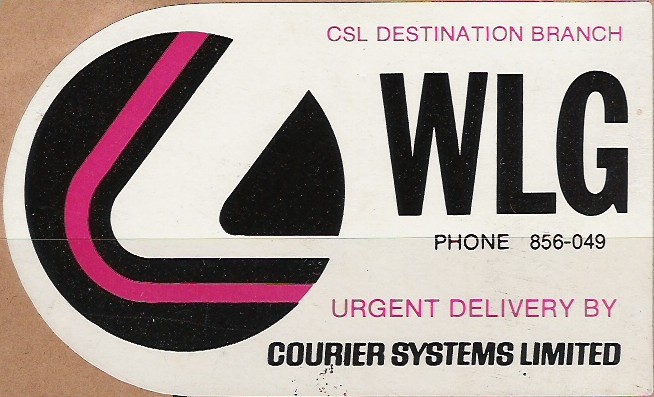 CSL DESTINATION BRANCH
WLG
PHONE 856-049
URGENT DELIVERY BY
COURIER SYSTEMS LIMITED